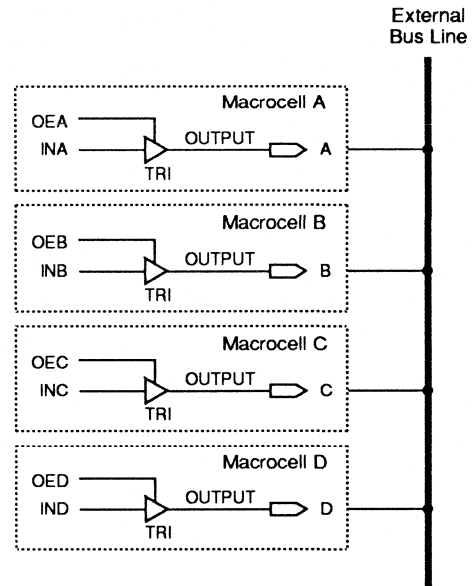 External
Bus Line
Macrocell A
OEA
INA
OUTPUT
A
TRI
Macrocell B
OEB
INB
OUTPUT
B
TRI
Macrocell C
OEC
INC
OUTPUT
C
TRI
Macrocell D
OED
IND
OUTPUT
D
TRI